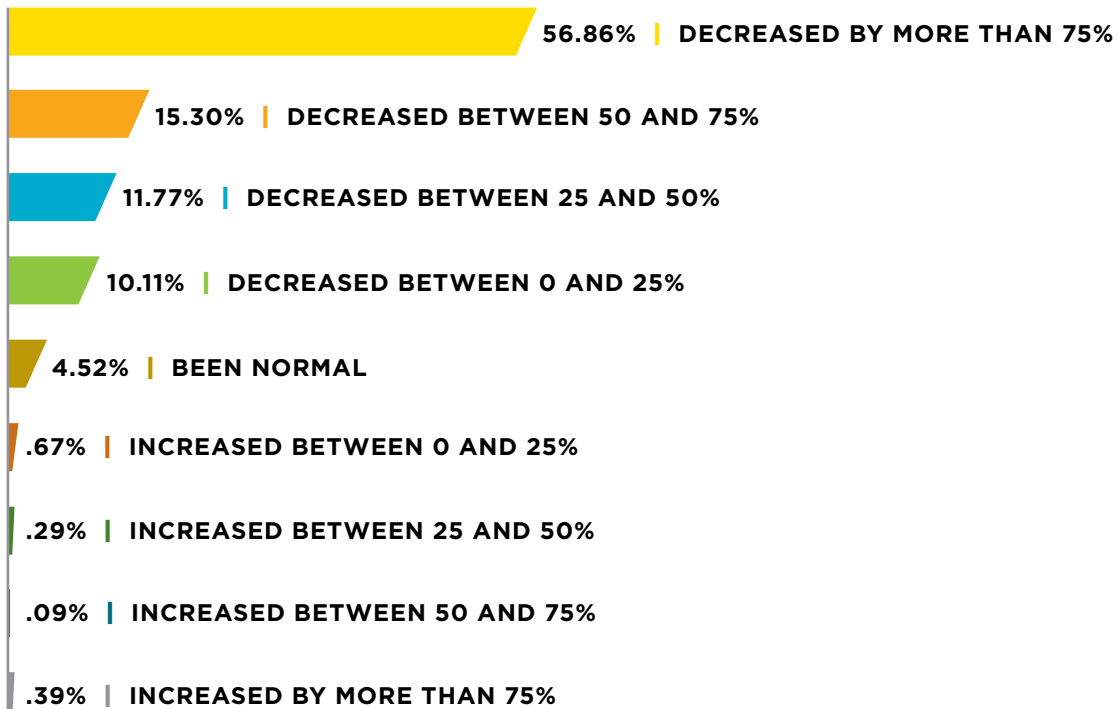 56.86% | DECREASED BY MORE THAN 75%
15.30% | DECREASED BETWEEN 50 AND 75%
11.77% | DECREASED BETWEEN 25 AND 50%
10.11% | DECREASED BETWEEN 0 AND 25%
4.52% | BEEN NORMAL
.67% | INCREASED BETWEEN 0 AND 25%
.29% | INCREASED BETWEEN 25 AND 50%
.09% | INCREASED BETWEEN 50 AND 75%
.39% | INCREASED BY MORE THAN 75%